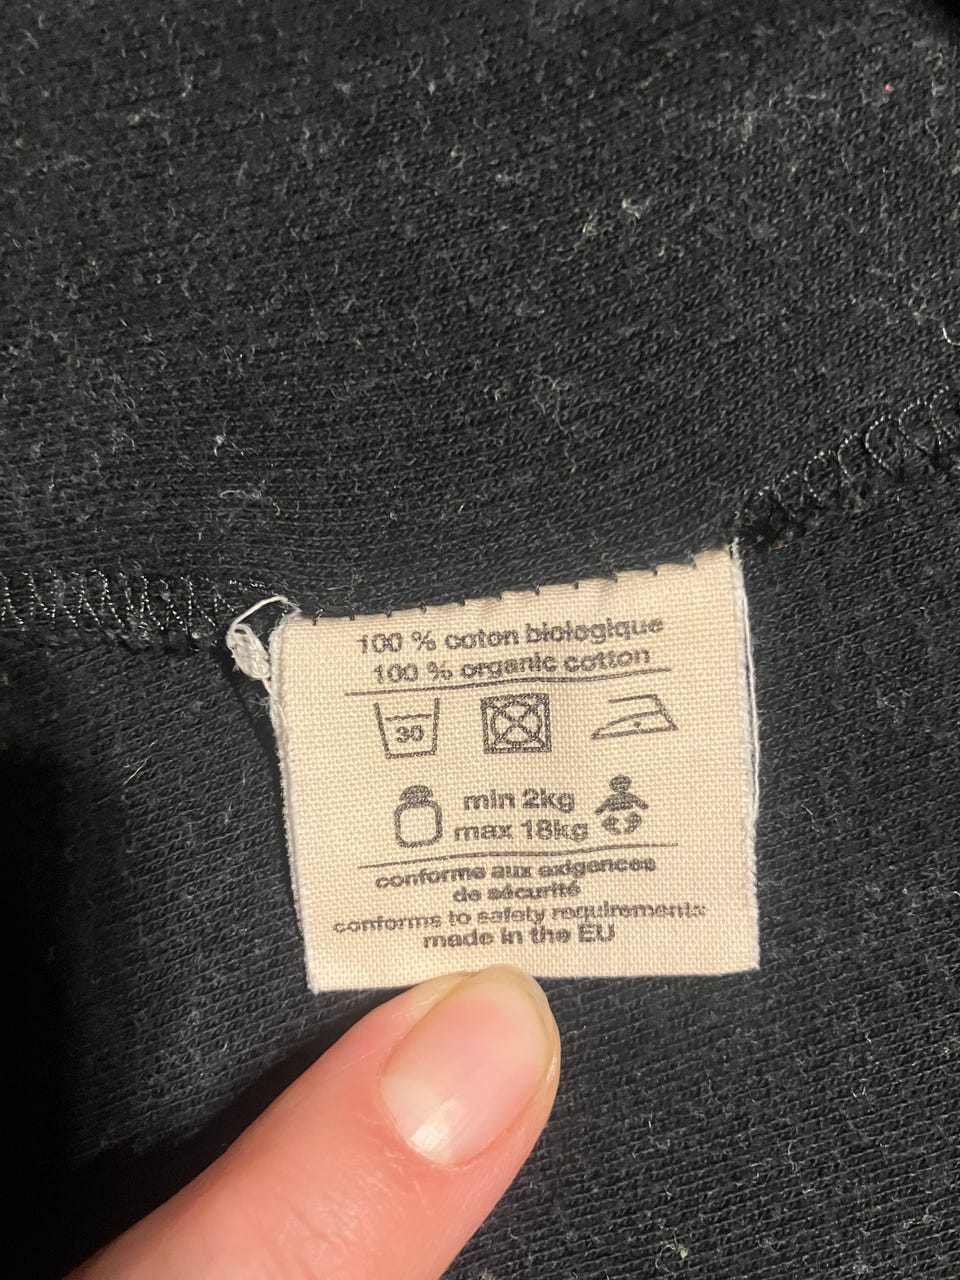 100 % coton biologique
100 % organic cotton
30
min 2kg
max 18kg
conforme aux exigences
de sécurité
conforms to safety requirements
made in the EU